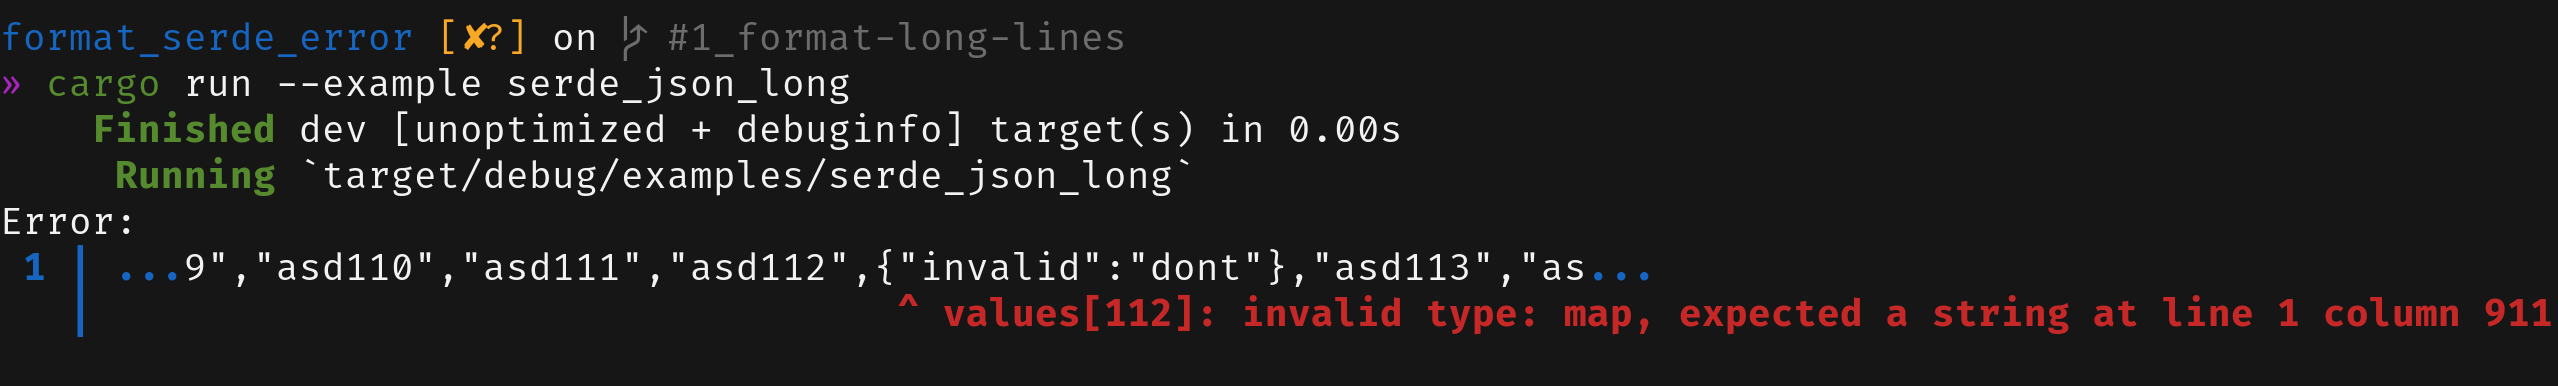 format_serde_error [✘?] on  #1_format-long-lines
» cargo run --example serde_json_long
    Finished dev [unoptimized + debuginfo] target(s) in 0.00s
     Running `target/debug/examples/serde_json_long`
Error:
 1 | ...9","asd110","asd111","asd112",{"invalid":"dont"},"asd113","as...
   |                                   ^ values[112]: invalid type: map, expected a string at line 1 column 911